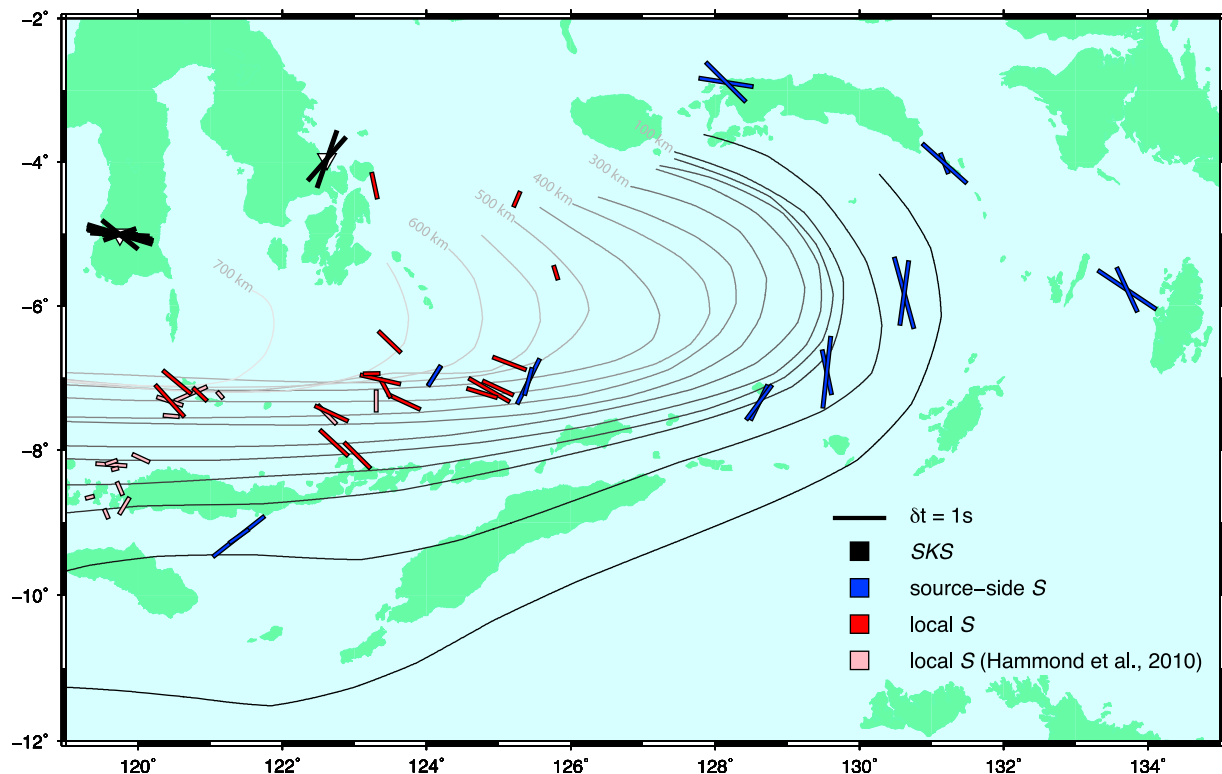 −2˚
−4˚
−6˚
−8˚
−10˚
−12˚
100 km
300 km
400 km
500 km
600 km
700 km
δt = 1s
SKS
source−side S
local S
local S (Hammond et al., 2010)
120˚ 122˚ 124˚ 126˚ 128˚ 130˚ 132˚ 134˚